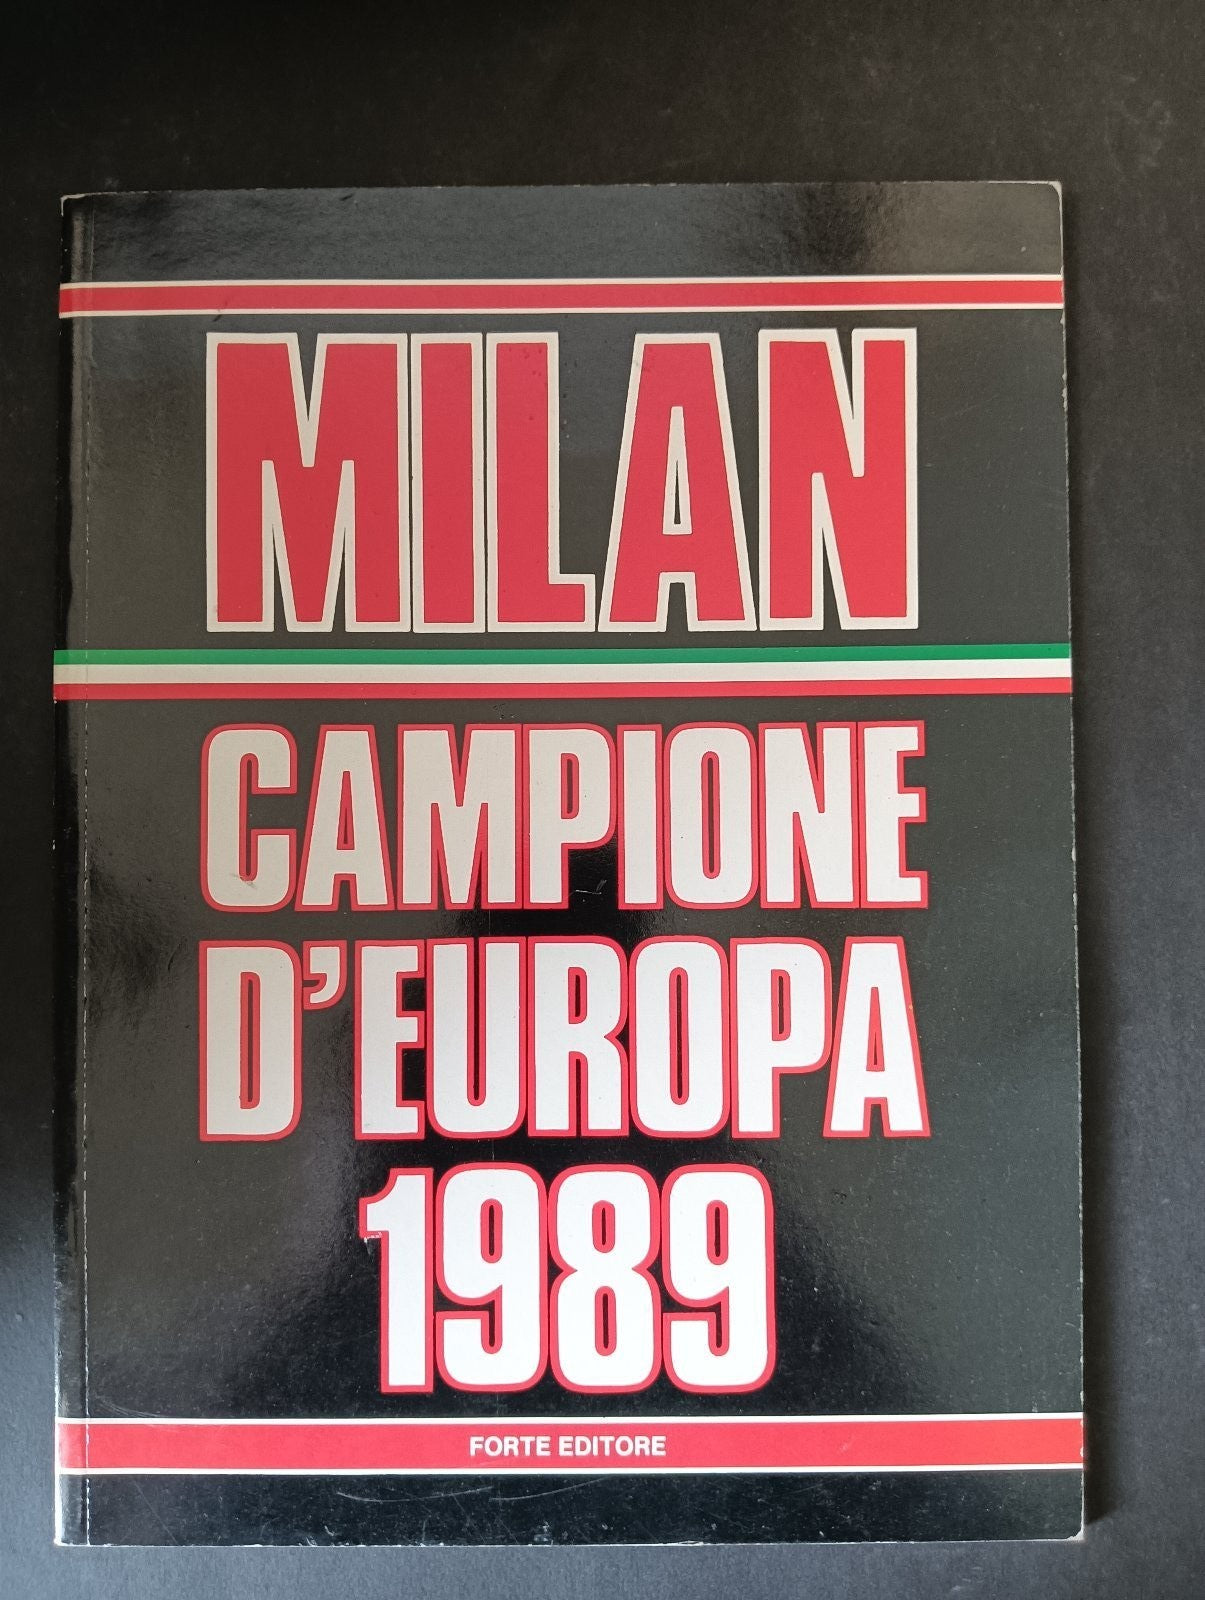 MILAN
CAMPIONE
D'EUROPA
1989
FORTE EDITORE